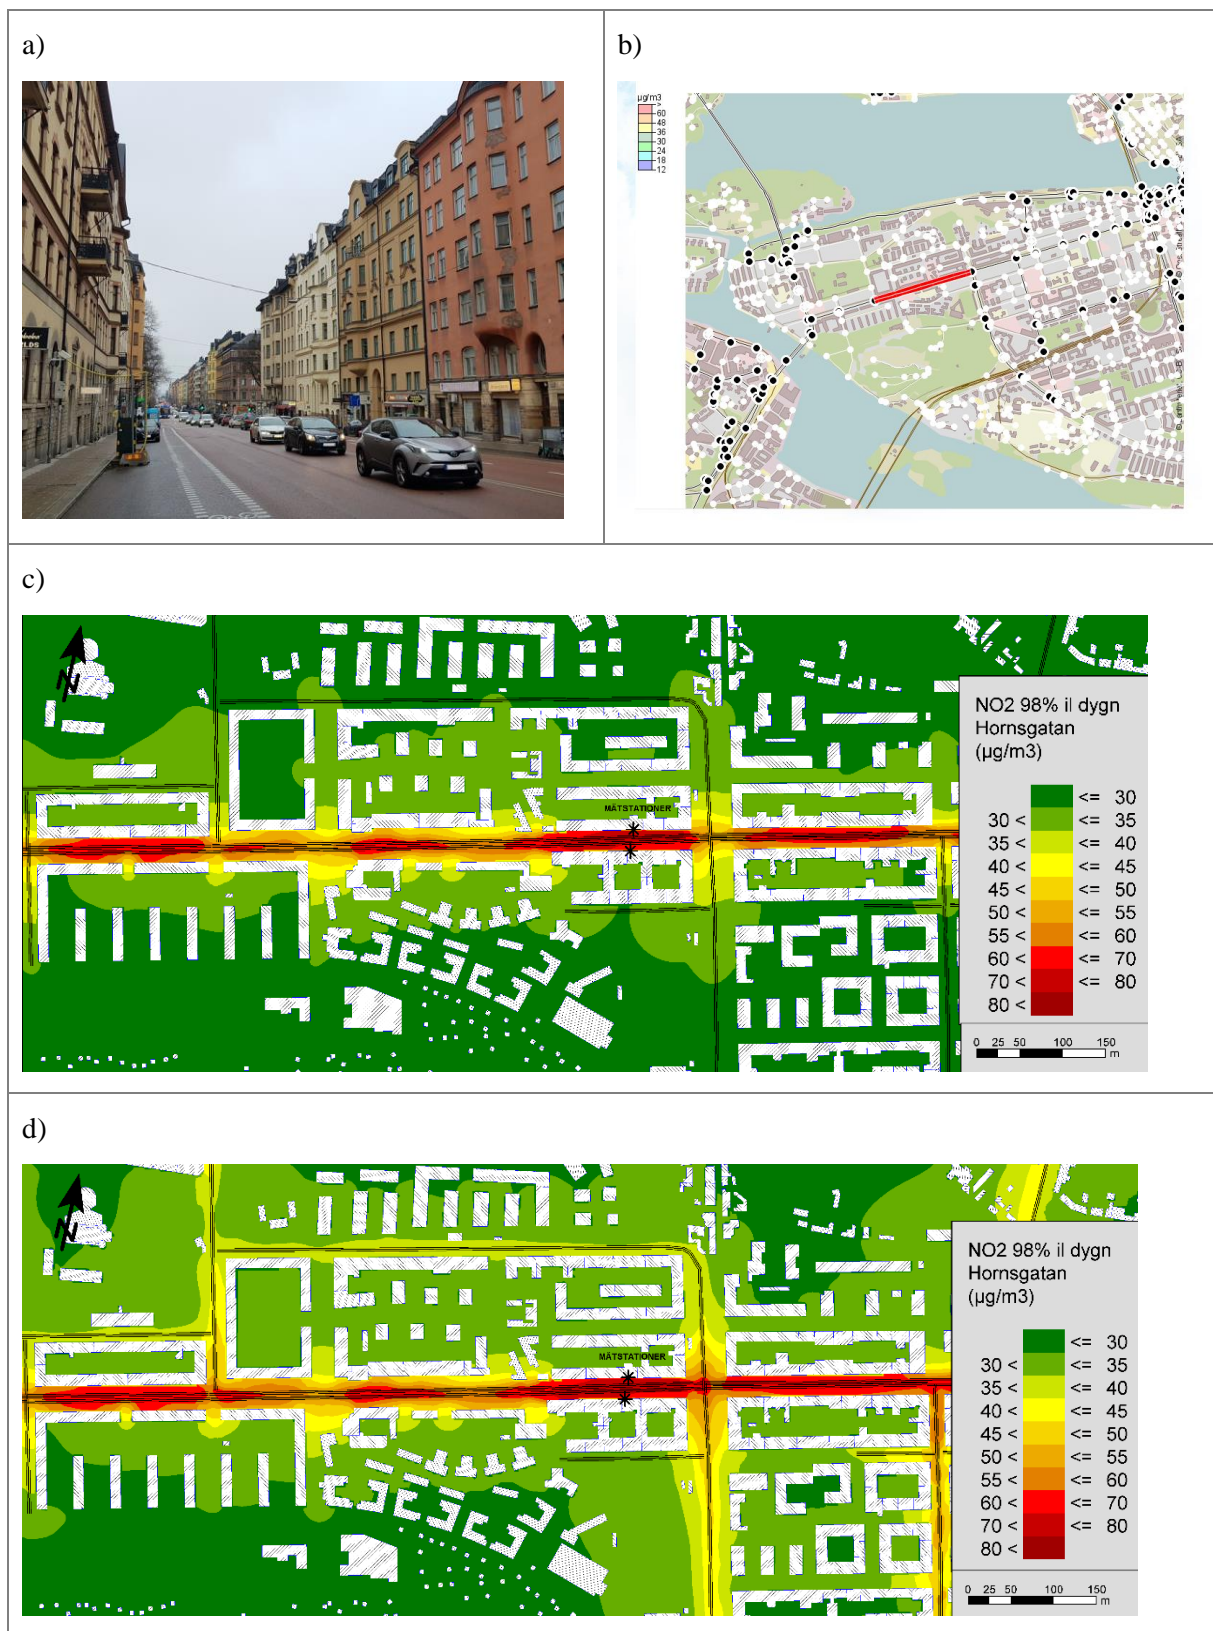 a)
b)
µg/m3
>
60
48
36
30
24
18
12
c)
N
MÄTSTATIONER
NO2 98% il dygn
Hornsgatan
(µg/m3)
<= 30
30 < <= 35
35 < <= 40
40 < <= 45
45 < <= 50
50 < <= 55
55 < <= 60
60 < <= 70
70 < <= 80
80 <
0 25 50 100 150
m
d)
N
MÄTSTATIONER
NO2 98% il dygn
Hornsgatan
(µg/m3)
<= 30
30 < <= 35
35 < <= 40
40 < <= 45
45 < <= 50
50 < <= 55
55 < <= 60
60 < <= 70
70 < <= 80
80 <
0 25 50 100 150
m